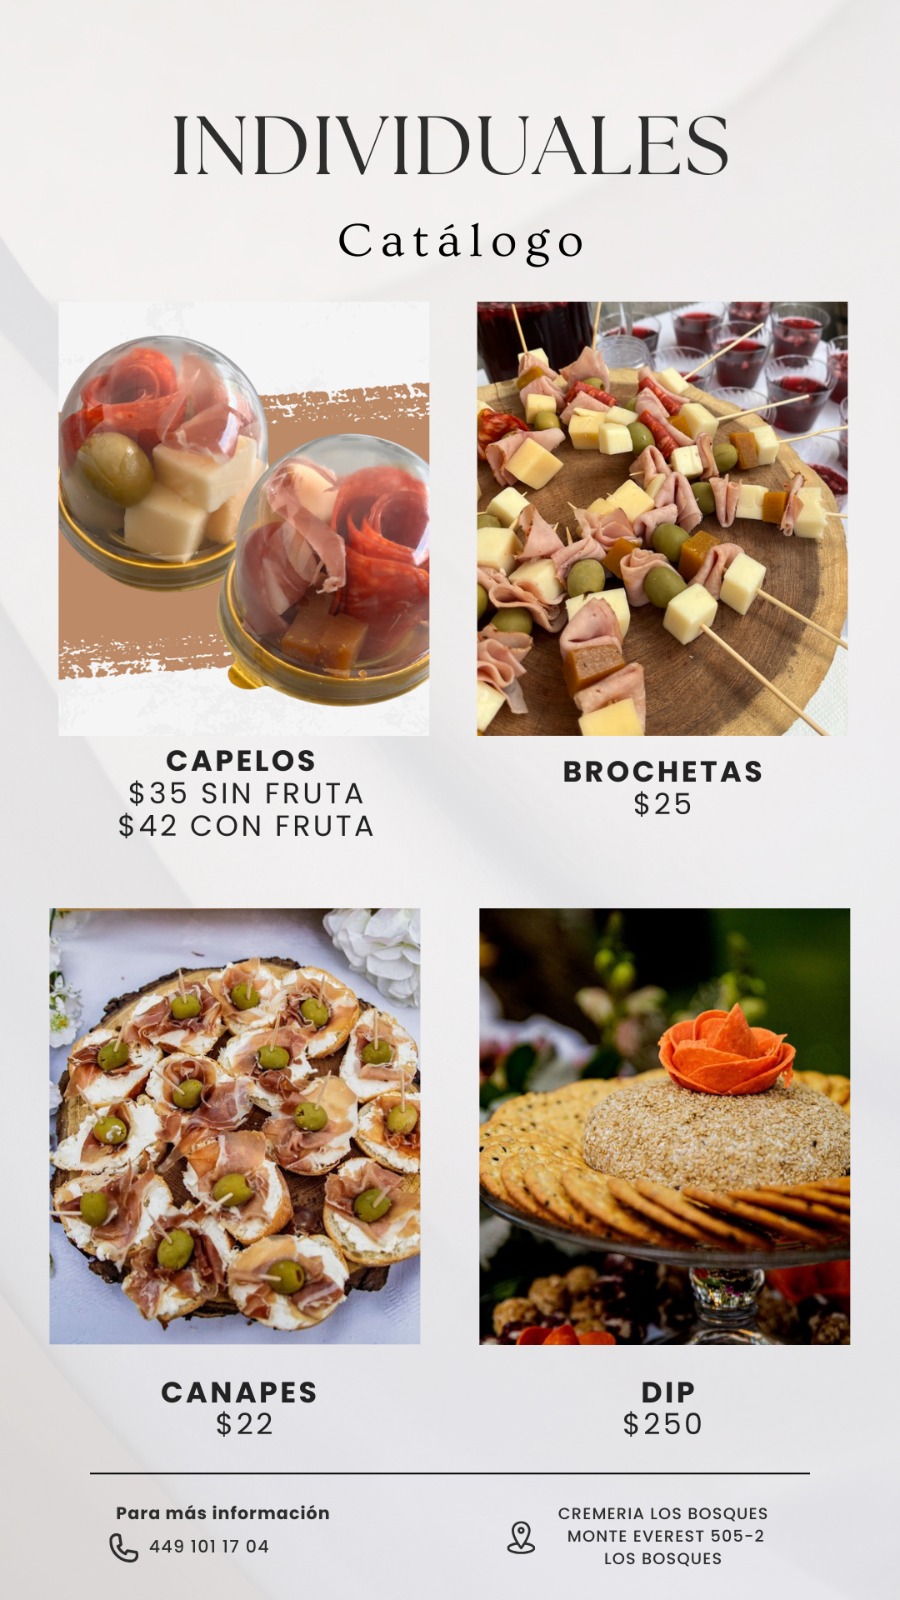 INDIVIDUALES
Catálogo
CAPELOS
$35 SIN FRUTA
$42 CON FRUTA
BROCHETAS
$25
CANAPES
$22
DIP
$250
Para más información
449 101 17 04
CREMERIA LOS BOSQUES
MONTE EVEREST 505-2
LOS BOSQUES